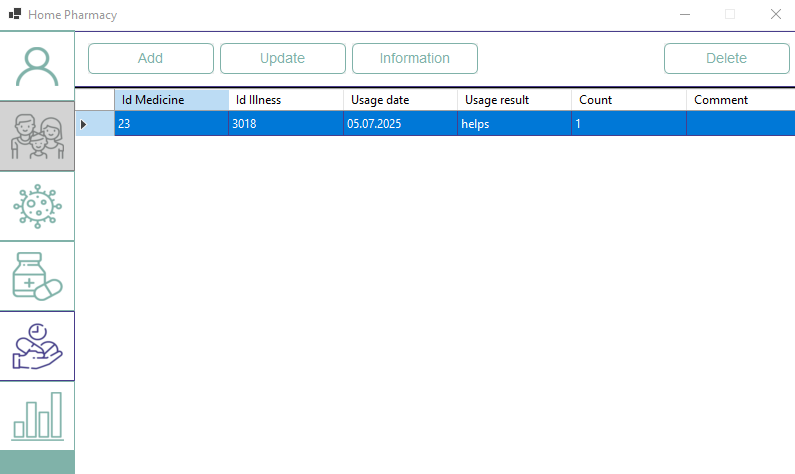 Home Pharmacy
Add Update Information Delete
Id Medicine Id Illness Usage date Usage result Count Comment
23 3018 05.07.2025 helps 1